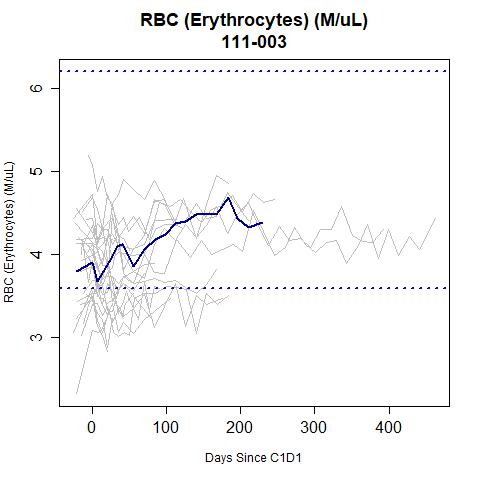 RBC (Erythrocytes) (M/uL)
111-003
RBC (Erythrocytes) (M/uL)
6
5
4
3
0 100 200 300 400
Days Since C1D1